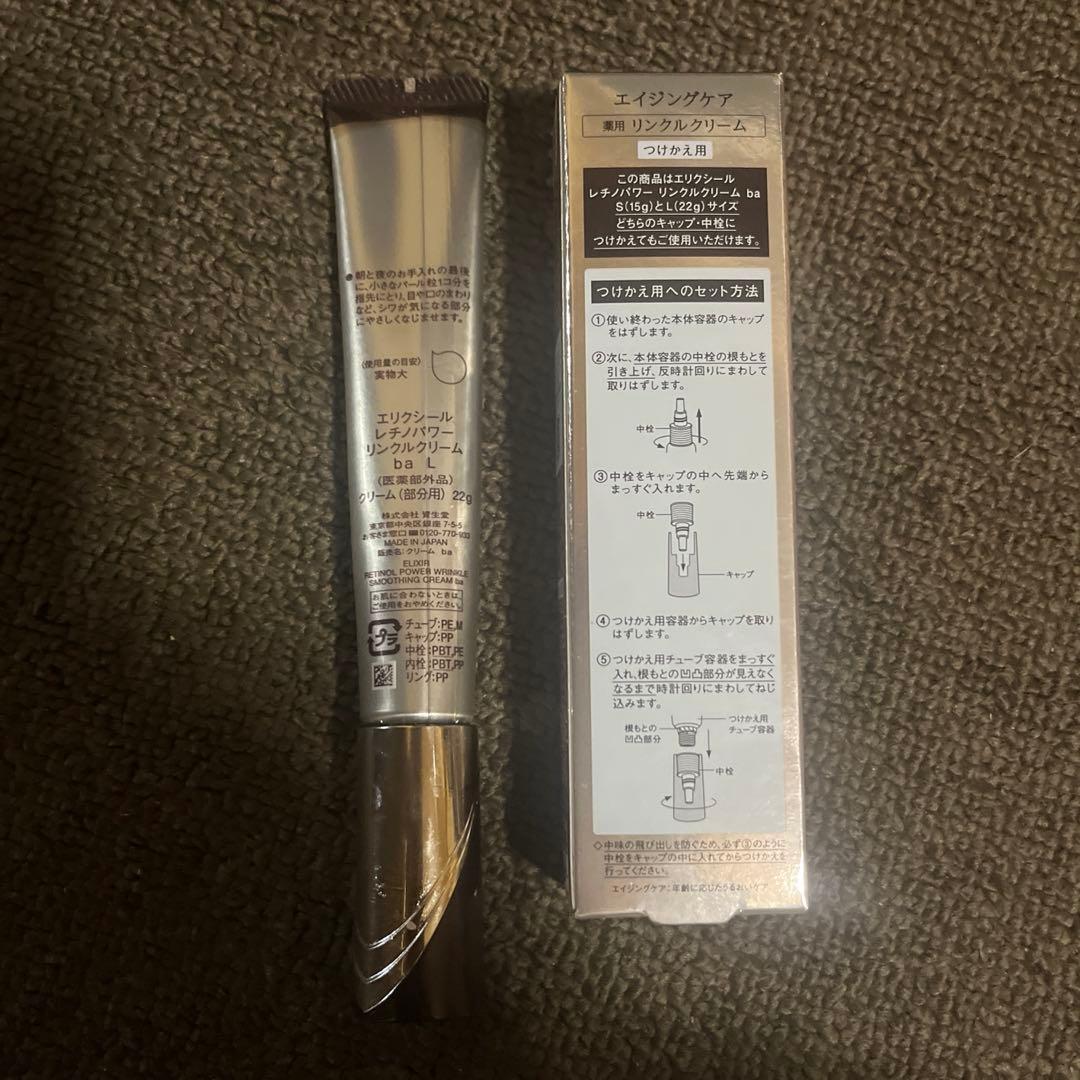 ●朝と夜のお手入れの最後
に、小さなパール粒1コ分を
指先にとり、目や口のまわり
など、シワが気になる部分
にやさしくなじませます。
〈使用量の目安〉
実物大
エリクシール
レチノパワー
リンクルクリーム
ba L
(医薬部外品)
クリーム(部分用) 22g
株式会社 資生堂
東京都中央区銀座 7-5-5
お客さま窓口 0120-770-933
MADE IN JAPAN
販売名:クリーム ba
ELIXIR
RETINOL POWER WRINKLE
SMOOTHING CREAM ba
お肌に合わないときは、
ご使用をおやめください。
プラ
チューブ:PE,M
キャップ:PP
中栓:PBT,PE
内栓:PBT,PP
リング:PP
エイジングケア
薬用 リンクルクリーム
つけかえ用
この商品はエリクシール
レチノパワー リンクルクリーム ba
S(15g)とL(22g)サイズ
どちらのキャップ・中栓に
つけかえてもご使用いただけます。
つけかえ用へのセット方法
①使い終わった本体容器のキャップ
をはずします。
②次に、本体容器の中栓の根もとを
引き上げ、反時計回りにまわして
取りはずします。
中栓
③中栓をキャップの中へ先端から
まっすぐ入れます。
中栓
キャップ
④つけかえ用容器からキャップを取り
はずします。
⑤つけかえ用チューブ容器をまっすぐ
入れ、根もとの凹凸部分が見えなく
なるまで時計回りにまわしてねじ
込みます。
根もとの
凹凸部分
つけかえ用
チューブ容器
中栓
◇中味の飛び出しを防ぐため、必ず③のように
中栓をキャップの中に入れてからつけかえを
行ってください。
エイジングケア:年齢に応じたうるおいケア